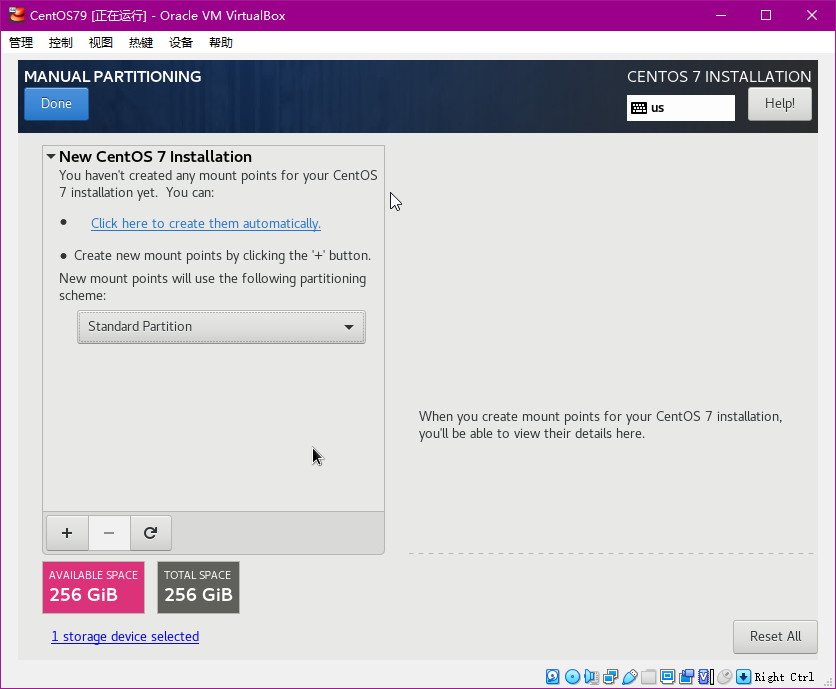 CentOS79 [正在运行] - Oracle VM VirtualBox
管理 控制 视图 热键 设备 帮助
MANUAL PARTITIONING
Done
CENTOS 7 INSTALLATION
us
Help!
New CentOS 7 Installation
You haven't created any mount points for your CentOS
7 installation yet. You can:
• Click here to create them automatically.
• Create new mount points by clicking the '+' button.
New mount points will use the following partitioning
scheme:
Standard Partition
When you create mount points for your CentOS 7 installation,
you'll be able to view their details here.
+ −
AVAILABLE SPACE
256 GiB
TOTAL SPACE
256 GiB
1 storage device selected
Reset All
Right Ctrl